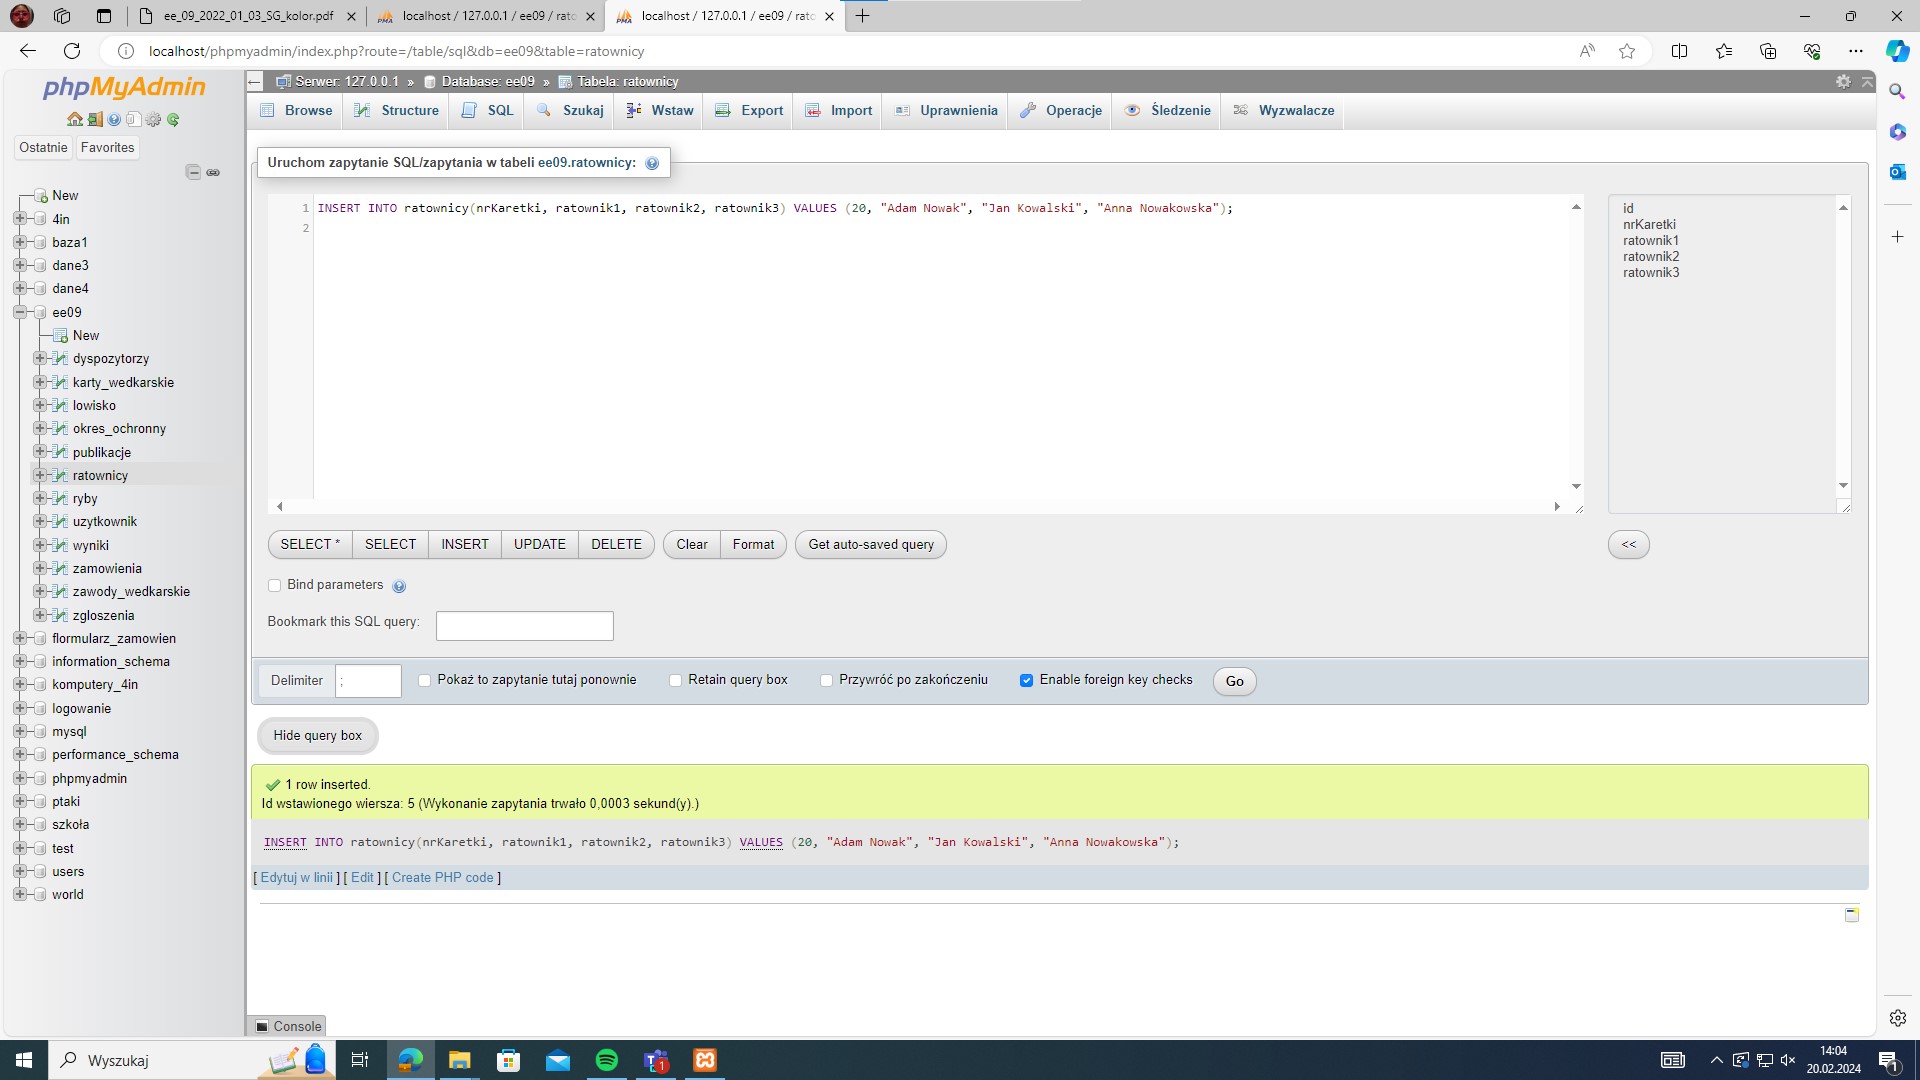 ee_09_2022_01_03_SG_kolor.pdf
localhost / 127.0.0.1 / ee09 / rato
localhost / 127.0.0.1 / ee09 / rato
localhost/phpmyadmin/index.php?route=/table/sql&db=ee09&table=ratownicy
phpMyAdmin
Ostatnie
Favorites
New
4in
baza1
dane3
dane4
ee09
New
dyspozytorzy
karty_wedkarskie
lowisko
okres_ochronny
publikacje
ratownicy
ryby
uzytkownik
wyniki
zamowienia
zawody_wedkarskie
zgloszenia
flormularz_zamowien
information_schema
komputery_4in
logowanie
mysql
performance_schema
phpmyadmin
ptaki
szkoła
test
users
world
Serwer: 127.0.0.1 » Database: ee09 » Tabela: ratownicy
Browse
Structure
SQL
Szukaj
Wstaw
Export
Import
Uprawnienia
Operacje
Śledzenie
Wyzwalacze
Uruchom zapytanie SQL/zapytania w tabeli ee09.ratownicy:
1 INSERT INTO ratownicy(nrKaretki, ratownik1, ratownik2, ratownik3) VALUES (20, "Adam Nowak", "Jan Kowalski", "Anna Nowakowska");
2
id
nrKaretki
ratownik1
ratownik2
ratownik3
SELECT *
SELECT
INSERT
UPDATE
DELETE
Clear
Format
Get auto-saved query
<<
Bind parameters
Bookmark this SQL query:
Delimiter
;
Pokaż to zapytanie tutaj ponownie
Retain query box
Przywróć po zakończeniu
Enable foreign key checks
Go
Hide query box
1 row inserted.
Id wstawionego wiersza: 5 (Wykonanie zapytania trwało 0,0003 sekund(y).)
INSERT INTO ratownicy(nrKaretki, ratownik1, ratownik2, ratownik3) VALUES (20, "Adam Nowak", "Jan Kowalski", "Anna Nowakowska");
[ Edytuj w linii ] [ Edit ] [ Create PHP code ]
Console
Wyszukaj
1
14:04
20.02.2024
1